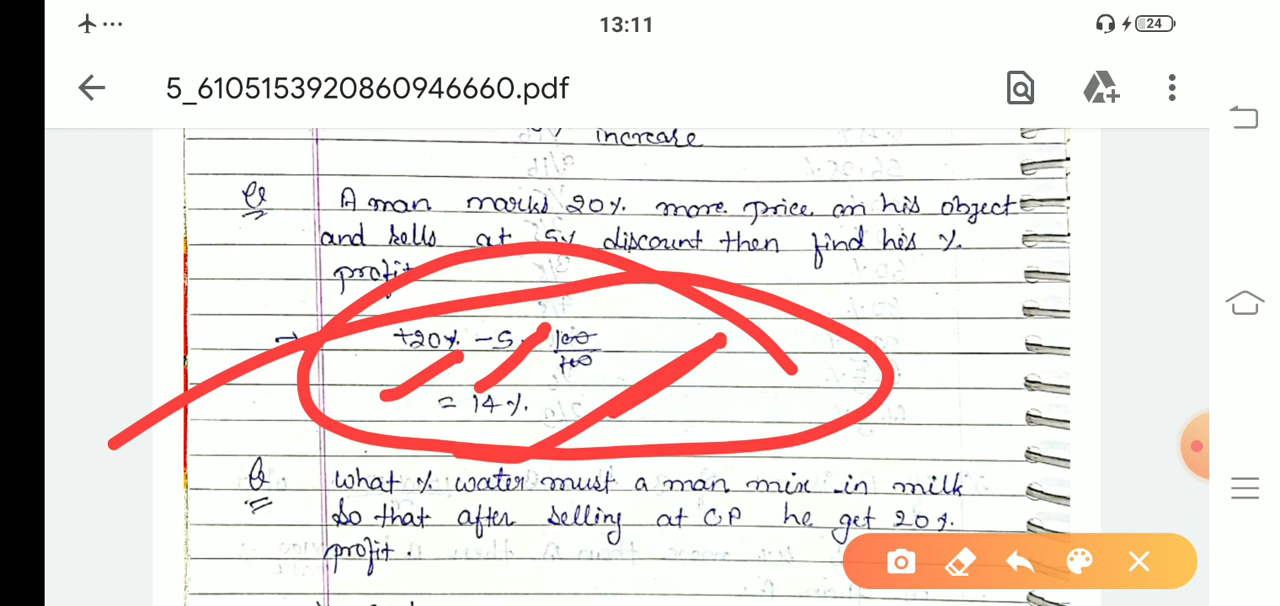 13:11
24
5_6105153920860946660.pdf
increase
Q A man marks 20% more price on his object
and sells at 5% discount then find his %
profit
→ +20% -5 100
100
= 14%.
Q What % water must a man mix in milk
so that after selling at CP he get 20%
profit.